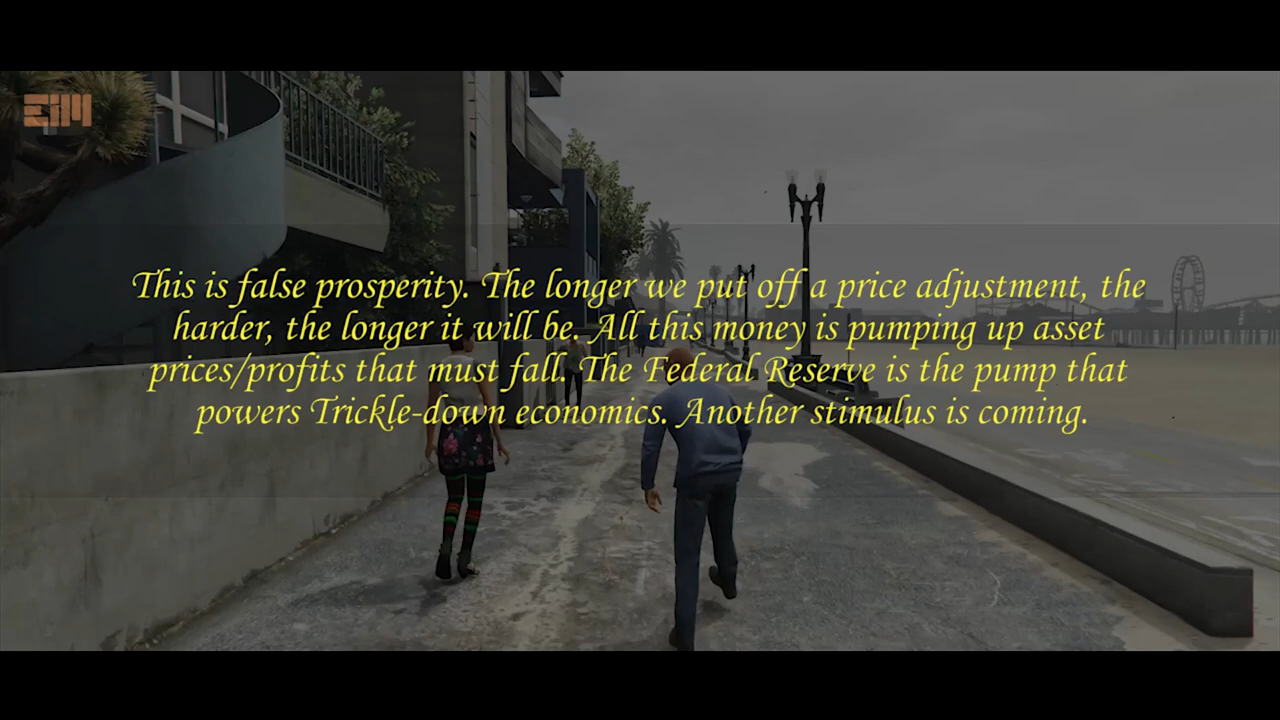 EIM
This is false prosperity. The longer we put off a price adjustment, the
harder, the longer it will be. All this money is pumping up asset
prices/profits that must fall. The Federal Reserve is the pump that
powers Trickle-down economics. Another stimulus is coming.